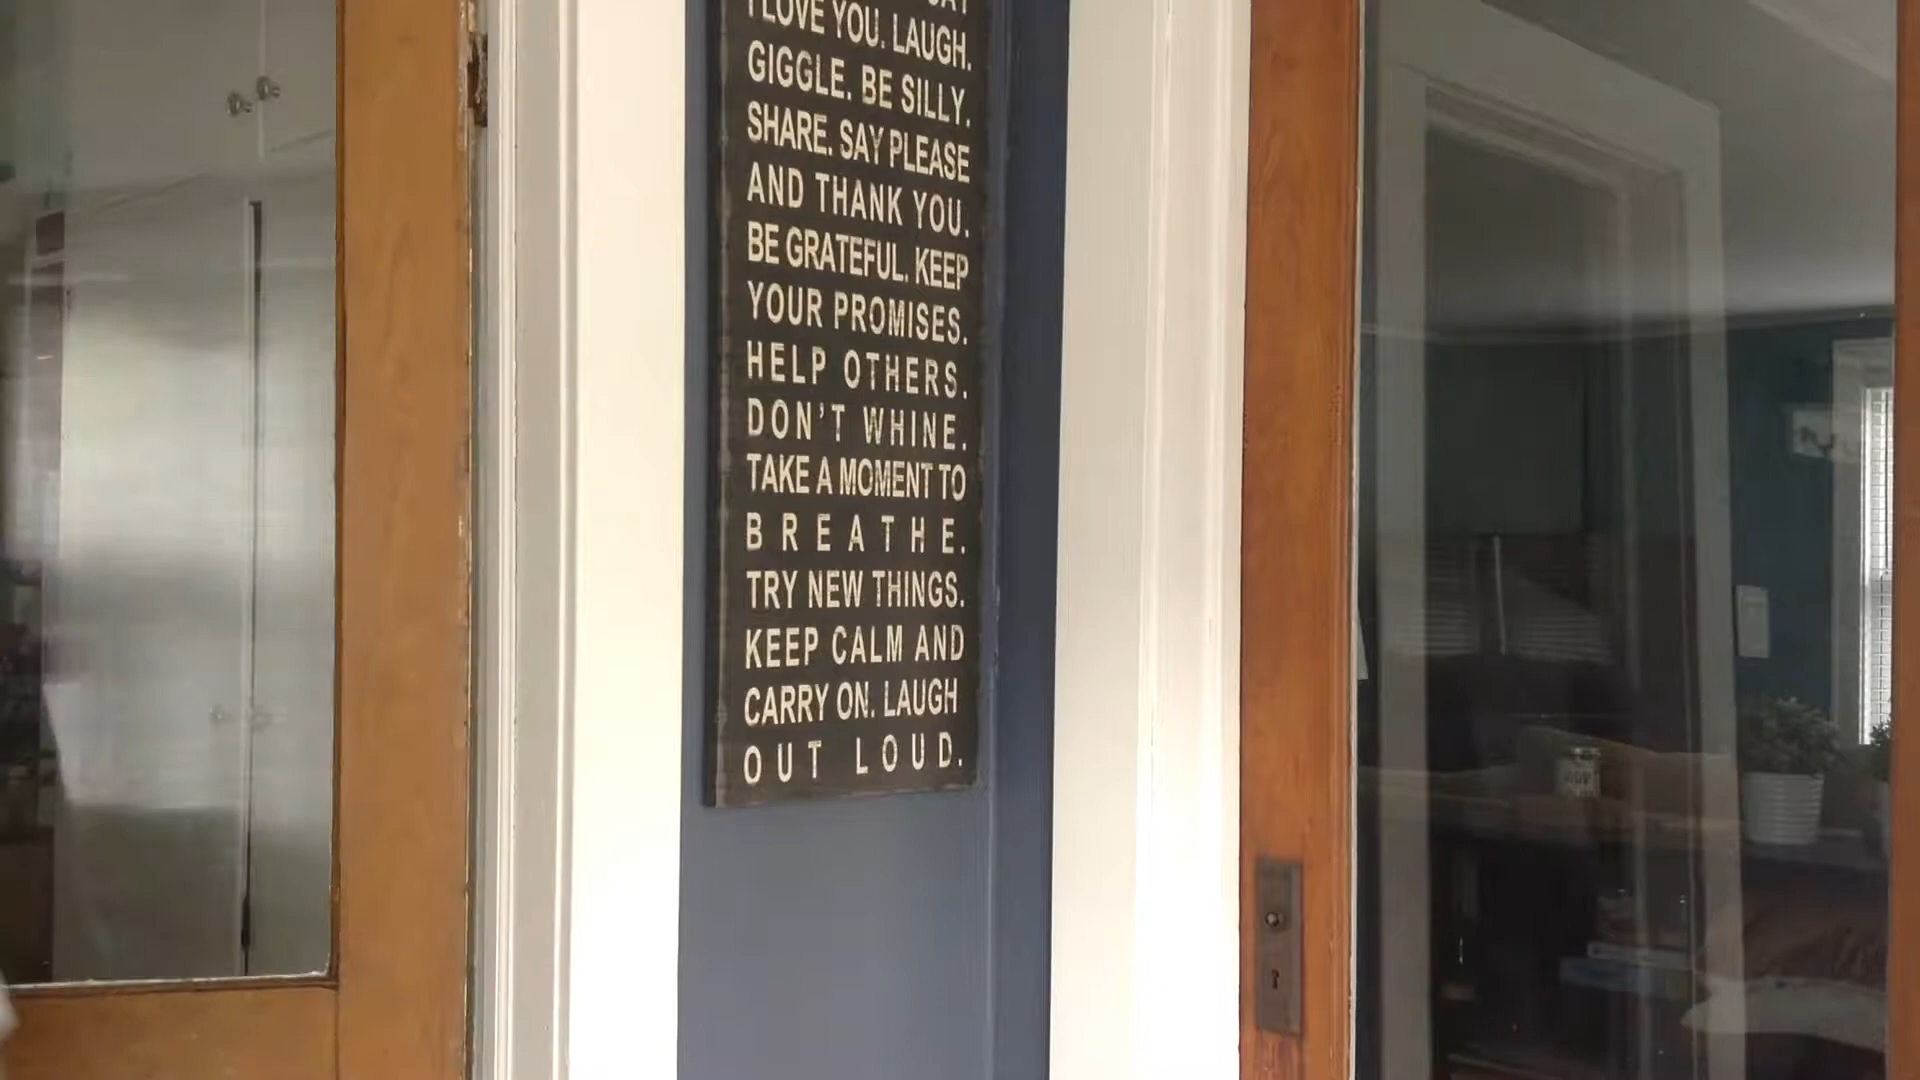 I LOVE YOU. LAUGH.
GIGGLE. BE SILLY.
SHARE. SAY PLEASE
AND THANK YOU.
BE GRATEFUL. KEEP
YOUR PROMISES.
HELP OTHERS.
DON'T WHINE.
TAKE A MOMENT TO
BREATHE.
TRY NEW THINGS.
KEEP CALM AND
CARRY ON. LAUGH
OUT LOUD.